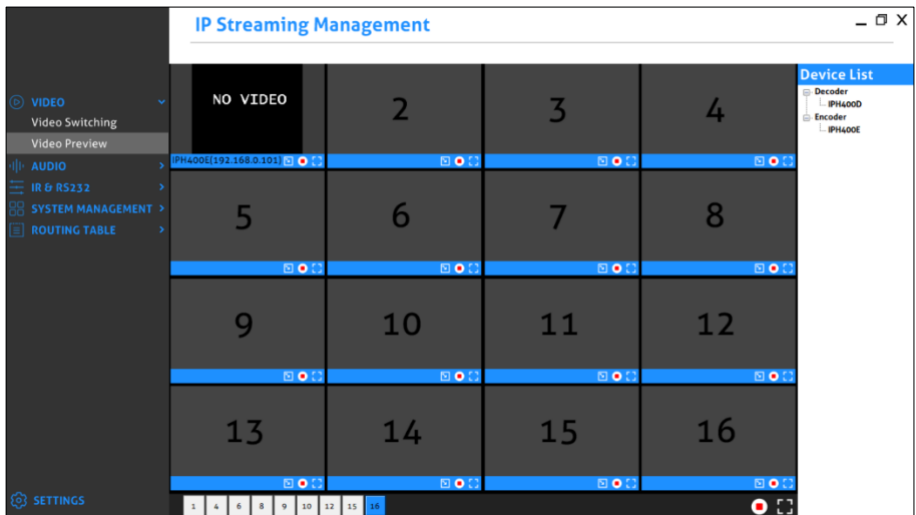 IP Streaming Management
VIDEO
Video Switching
Video Preview
AUDIO
IR & RS232
SYSTEM MANAGEMENT
ROUTING TABLE
SETTINGS
NO VIDEO
2
3
4
IPH400E(192.168.0.101)
5
6
7
8
9
10
11
12
13
14
15
16
1 4 6 8 9 10 12 15 16
Device List
Decoder
IPH400D
Encoder
IPH400E